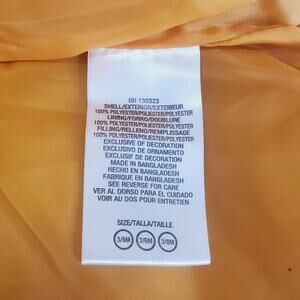 RN 130323
SHELL/EXTERIOR/EXTERIEUR
100% POLYESTER/POLIESTER/POLYESTER
LINING/FORRO/DOUBLURE
100% POLYESTER/POLIESTER/POLYESTER
FILLING/RELLENO/REMPLISSAGE
100% POLYESTER/POLIESTER/POLYESTER
EXCLUSIVE OF DECORATION
EXCLUSIVO DE ORNAMENTO
EXCLUSIF DE DECORATION
MADE IN BANGLADESH
HECHO EN BANGLADESH
FABRIQUE EN BANGLADESH
SEE REVERSE FOR CARE
VER AL DORSO PARA EL CUIDADO
VOIR AU DOS POUR ENTRETIEN
SIZE/TALLA/TAILLE
3/6M 3/6M 3/6M